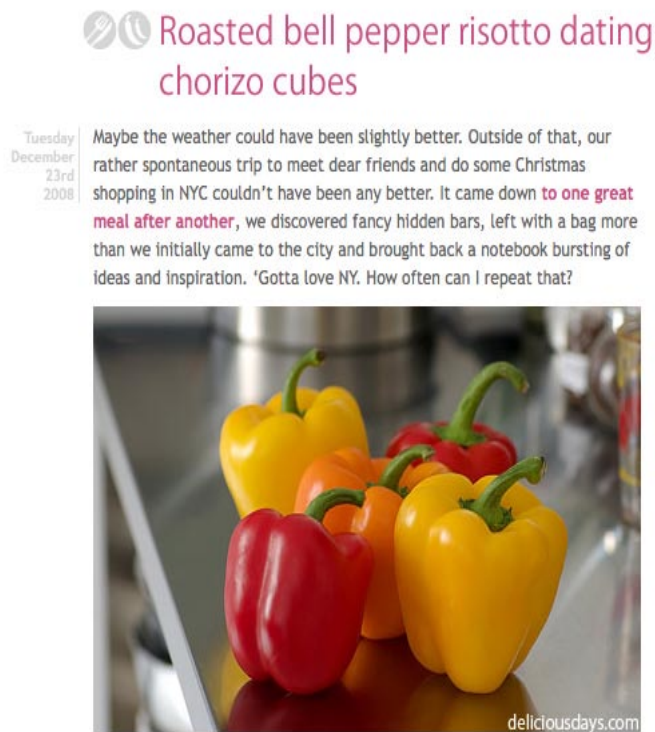 Roasted bell pepper risotto dating
chorizo cubes
Tuesday
December
23rd
2008
Maybe the weather could have been slightly better. Outside of that, our
rather spontaneous trip to meet dear friends and do some Christmas
shopping in NYC couldn't have been any better. It came down to one great
meal after another, we discovered fancy hidden bars, left with a bag more
than we initially came to the city and brought back a notebook bursting of
ideas and inspiration. ‘Gotta love NY. How often can I repeat that?
deliciousdays.com